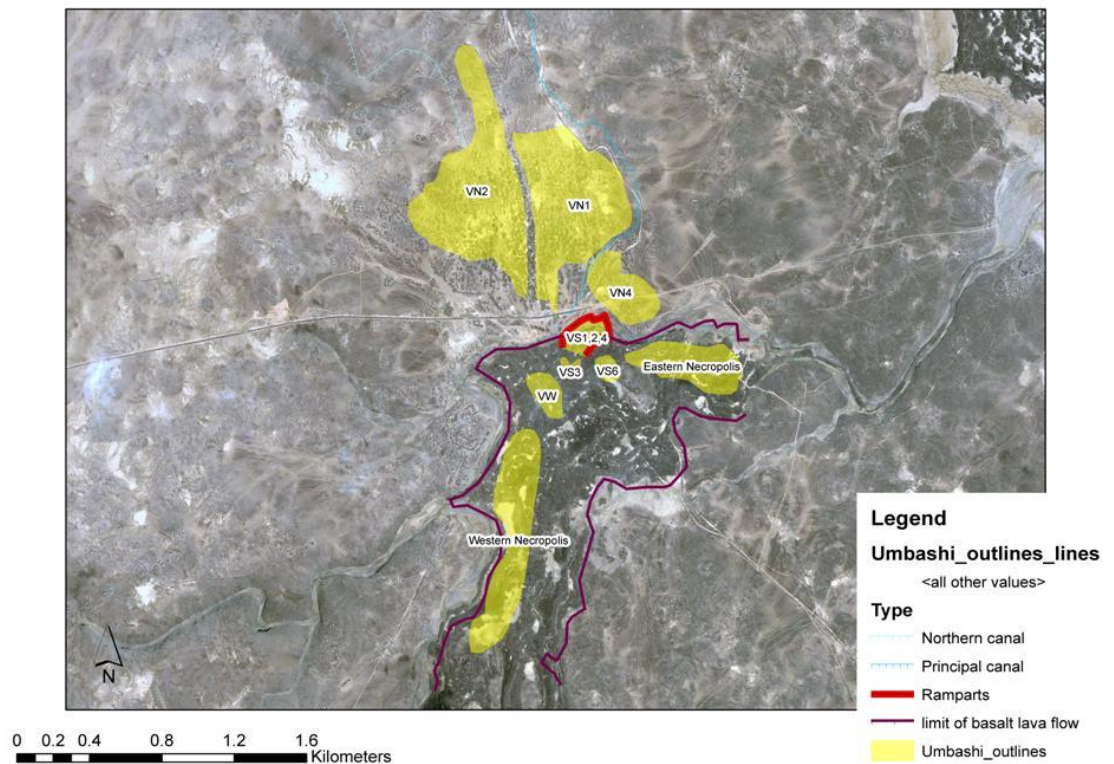 VN2
VN1
VN4
VS1,2,4
VS3
VS6
Eastern Necropolis
VW
Western Necropolis
N
0 0.2 0.4 0.8 1.2 1.6
Kilometers
Legend
Umbashi_outlines_lines
<all other values>
Type
Northern canal
Principal canal
Ramparts
limit of basalt lava flow
Umbashi_outlines